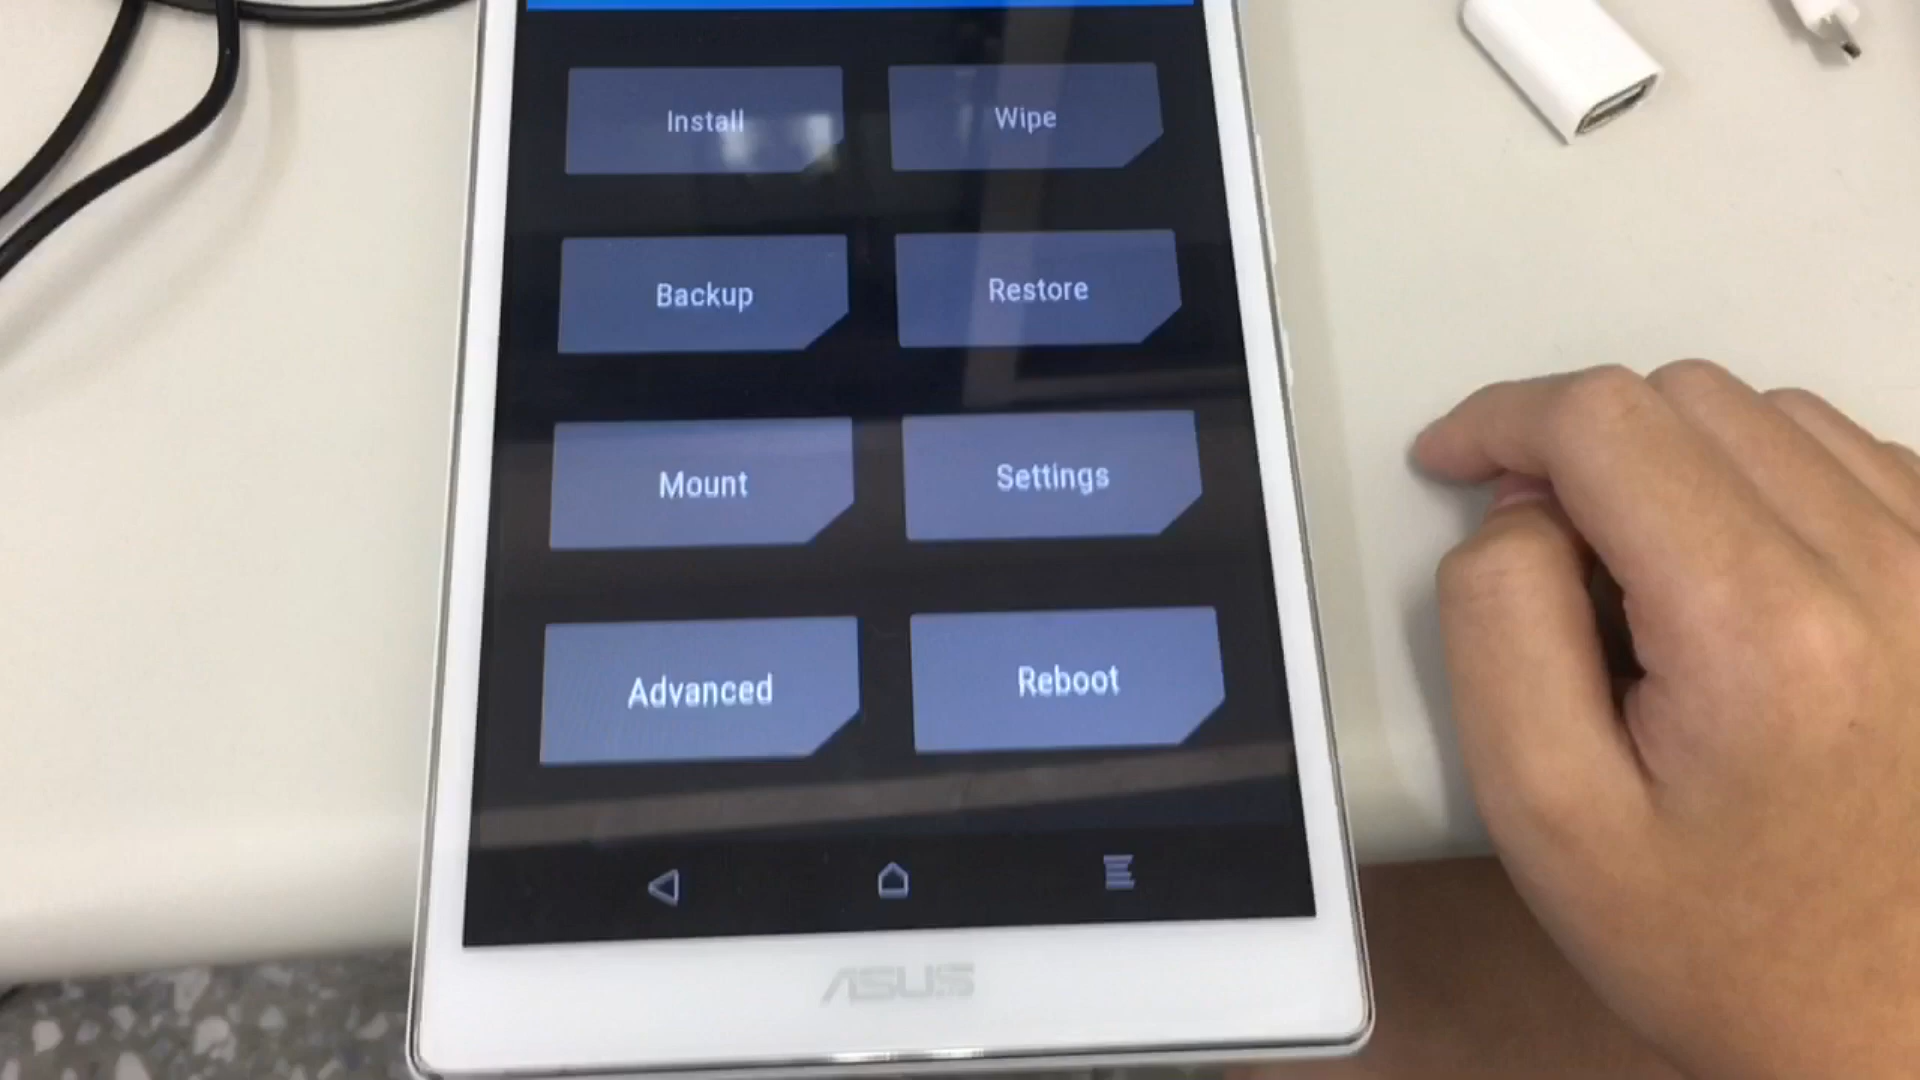 Install
Wipe
Backup
Restore
Mount
Settings
Advanced
Reboot
ASUS